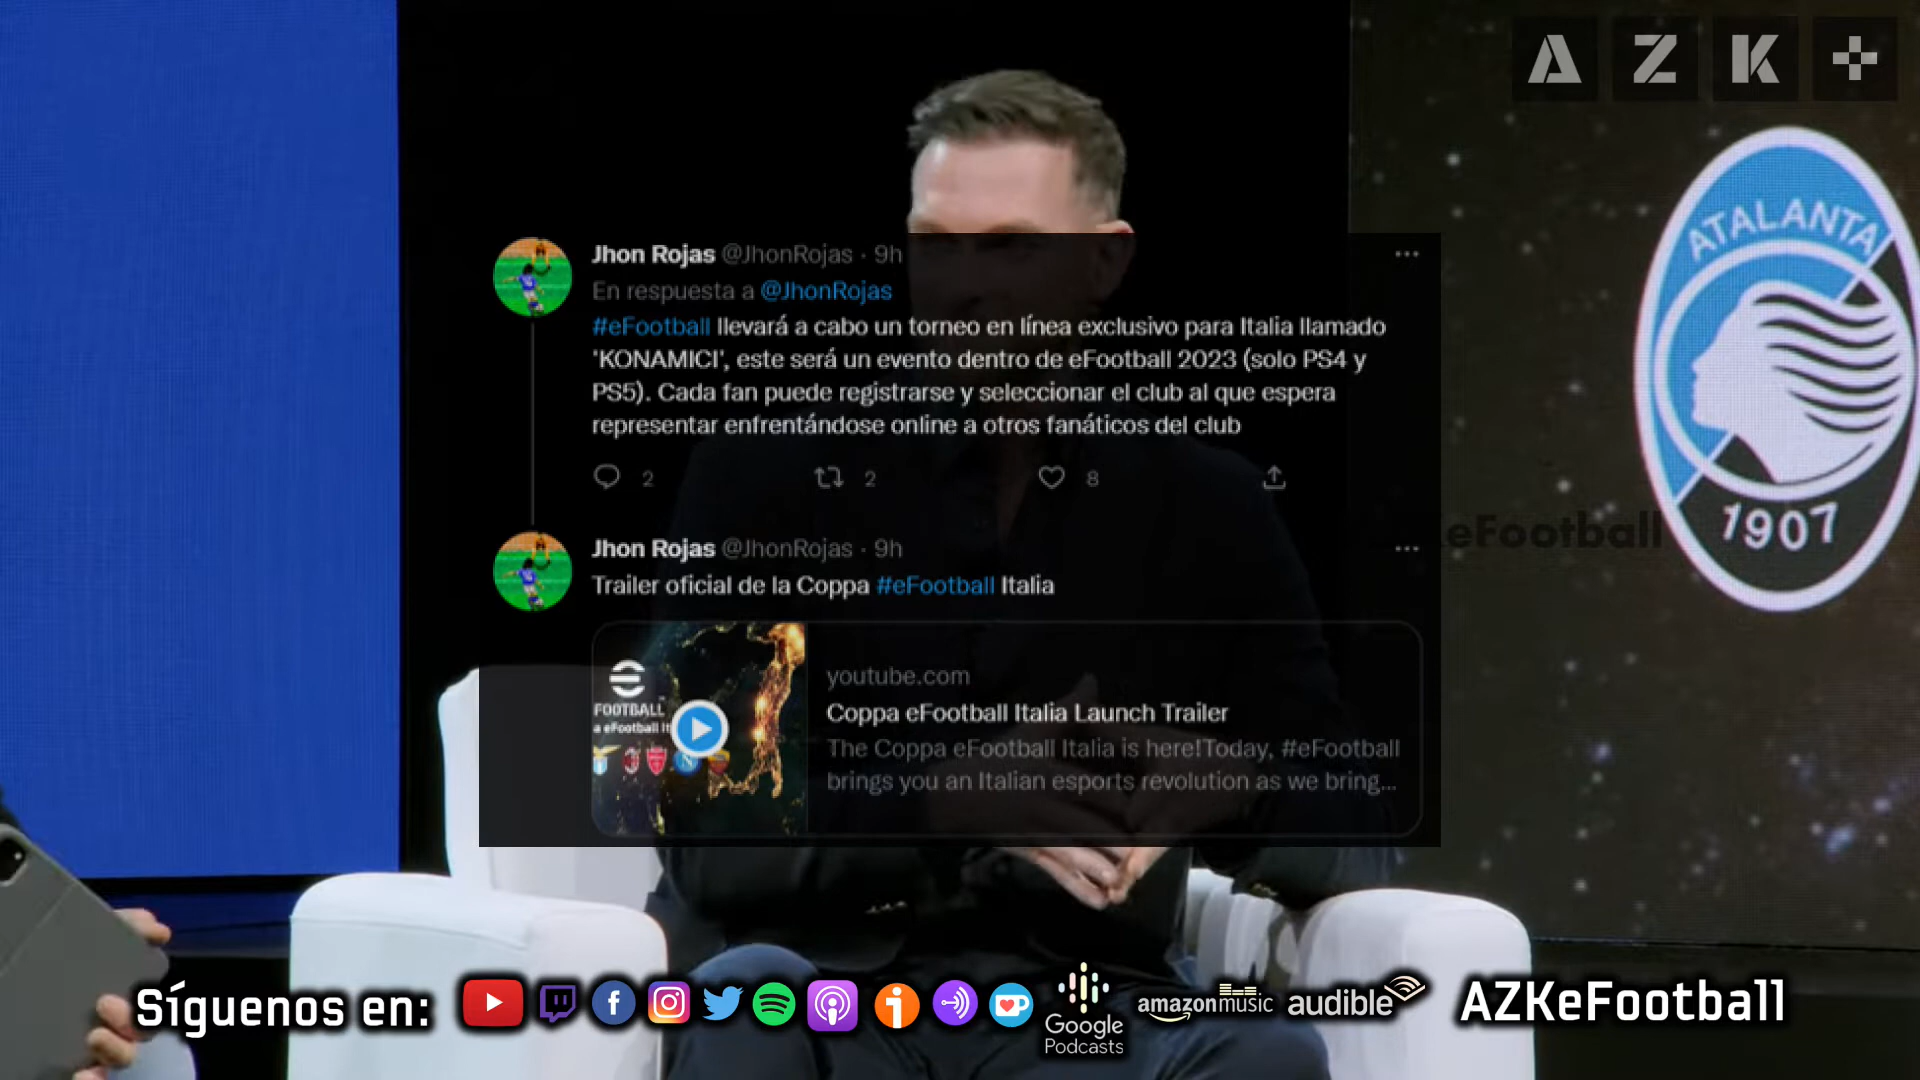 AZK+
ATALANTA
1907
Jhon Rojas @JhonRojas · 9h
En respuesta a @JhonRojas
#eFootball llevará a cabo un torneo en línea exclusivo para Italia llamado
'KONAMICI', este será un evento dentro de eFootball 2023 (solo PS4 y
PS5). Cada fan puede registrarse y seleccionar el club al que espera
representar enfrentándose online a otros fanáticos del club
2 2 8
eFootball
Jhon Rojas @JhonRojas · 9h
Trailer oficial de la Coppa #eFootball Italia
FOOTBALL
a eFootball It
youtube.com
Coppa eFootball Italia Launch Trailer
The Coppa eFootball Italia is here!Today, #eFootball
brings you an Italian esports revolution as we bring...
Síguenos en:
Google
Podcasts
amazon music
audible
AZKeFootball